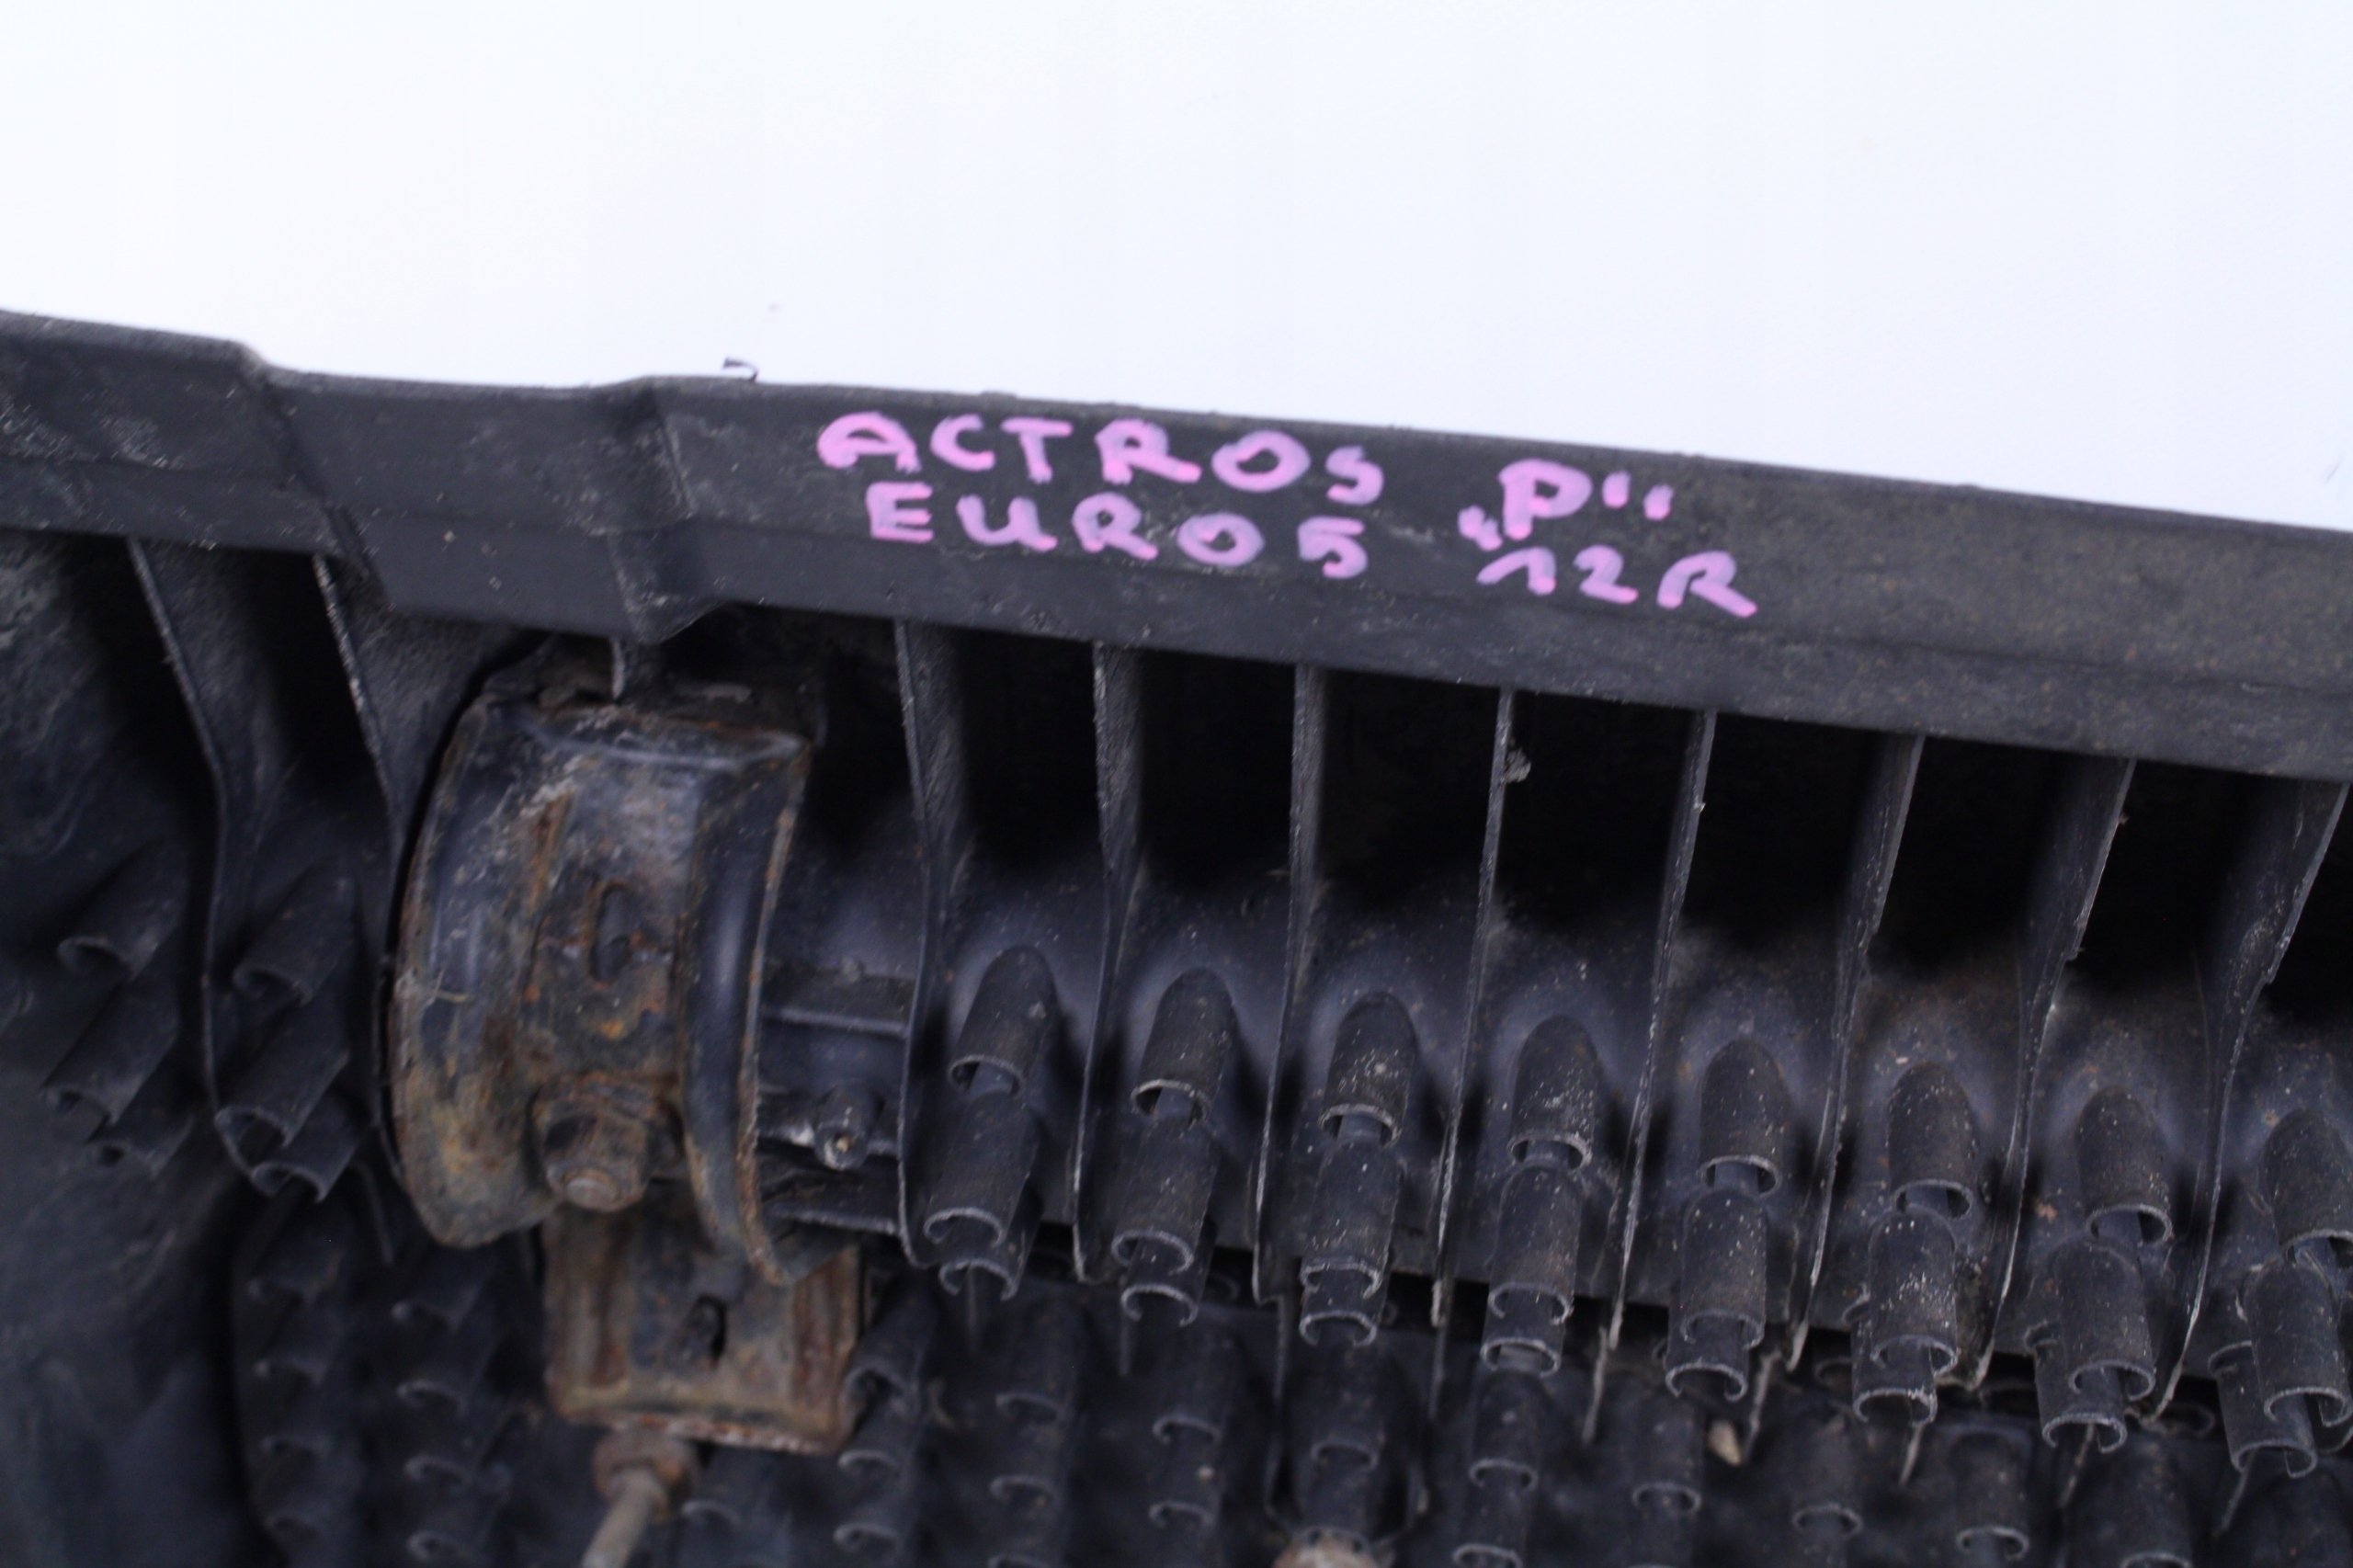 ACTROS „P"
EURO5 12R